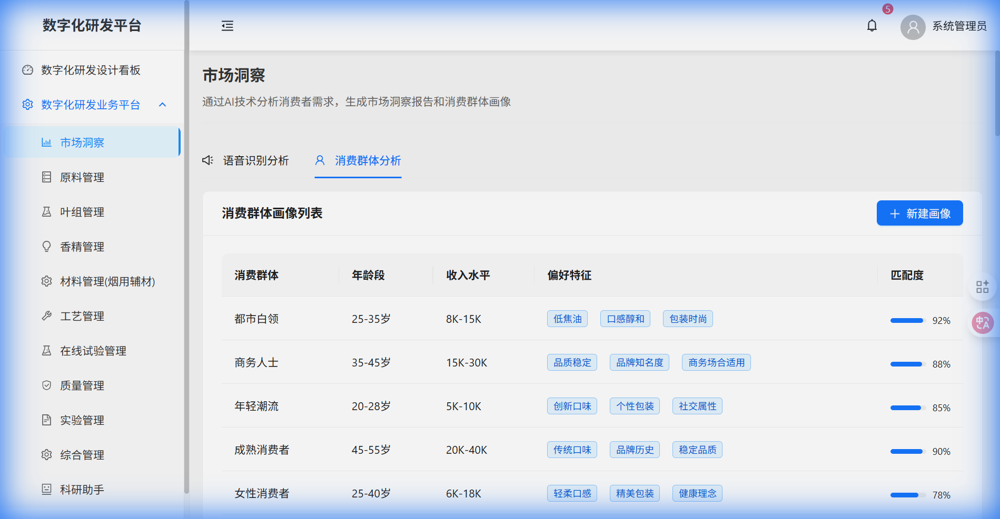 数字化研发平台
5
系统管理员
数字化研发设计看板
数字化研发业务平台
市场洞察
原料管理
叶组管理
香精管理
材料管理(烟用辅材)
工艺管理
在线试验管理
质量管理
实验管理
综合管理
科研助手
市场洞察
通过AI技术分析消费者需求，生成市场洞察报告和消费群体画像
语音识别分析 消费群体分析
消费群体画像列表
新建画像
消费群体 年龄段 收入水平 偏好特征 匹配度
都市白领 25-35岁 8K-15K 低焦油 口感醇和 包装时尚 92%
商务人士 35-45岁 15K-30K 品质稳定 品牌知名度 商务场合适用 88%
年轻潮流 20-28岁 5K-10K 创新口味 个性包装 社交属性 85%
成熟消费者 45-55岁 20K-40K 传统口味 品牌历史 稳定品质 90%
女性消费者 25-40岁 6K-18K 轻柔口感 精美包装 健康理念 78%
中A